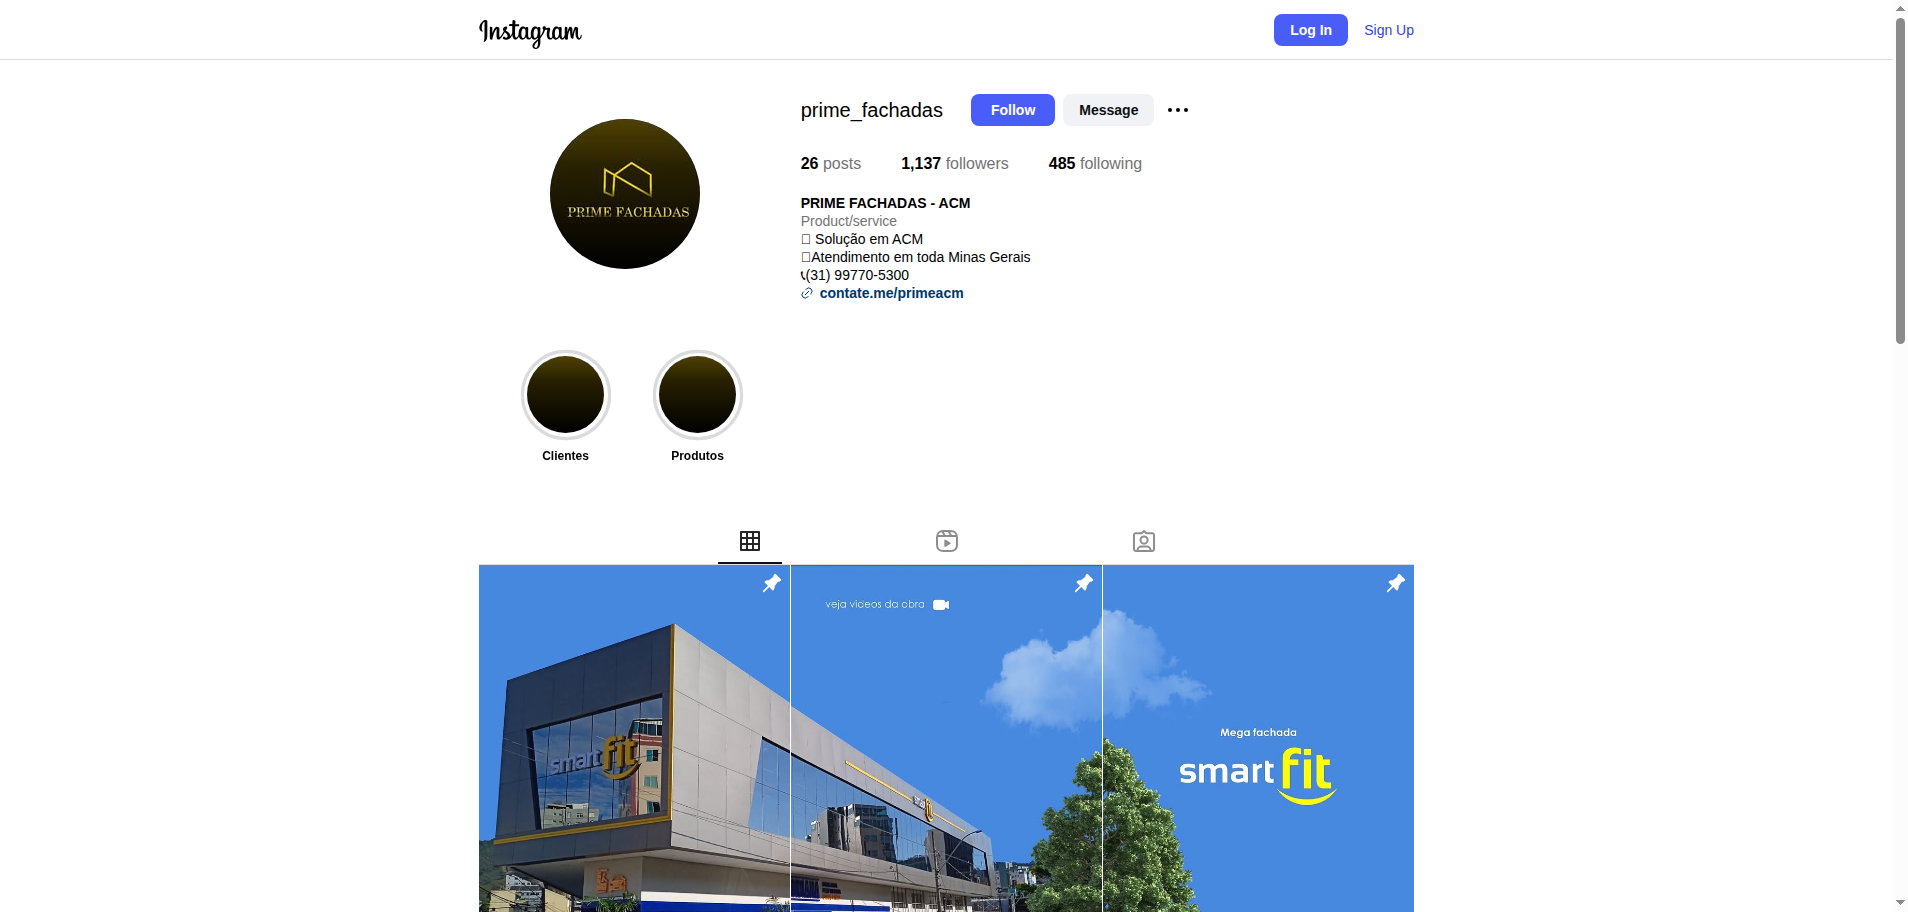 Instagram
Log In
Sign Up
prime_fachadas
Follow
Message
26 posts
1,137 followers
485 following
PRIME FACHADAS
PRIME FACHADAS - ACM
Product/service
Solução em ACM
Atendimento em toda Minas Gerais
(31) 99770-5300
contate.me/primeacm
Clientes
Produtos
veja videos da obra
smart fit
smart fit
Mega fachada
smart fit